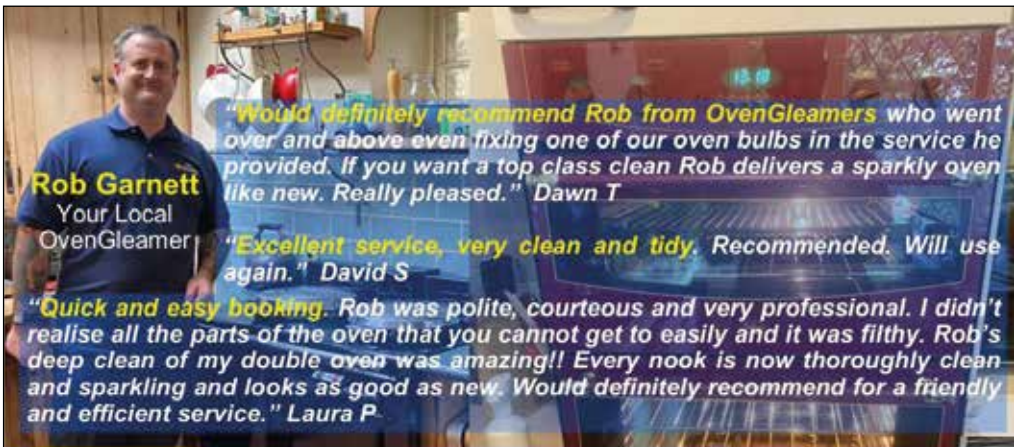 13:10
“Would definitely recommend Rob from OvenGleamers who went
over and above even fixing one of our oven bulbs in the service he
provided. If you want a top class clean Rob delivers a sparkly oven
like new. Really pleased.” Dawn T
Rob Garnett
Your Local
OvenGleamer
“Excellent service, very clean and tidy. Recommended. Will use
again.” David S
“Quick and easy booking. Rob was polite, courteous and very professional. I didn’t
realise all the parts of the oven that you cannot get to easily and it was filthy. Rob’s
deep clean of my double oven was amazing!! Every nook is now thoroughly clean
and sparkling and looks as good as new. Would definitely recommend for a friendly
and efficient service.” Laura P